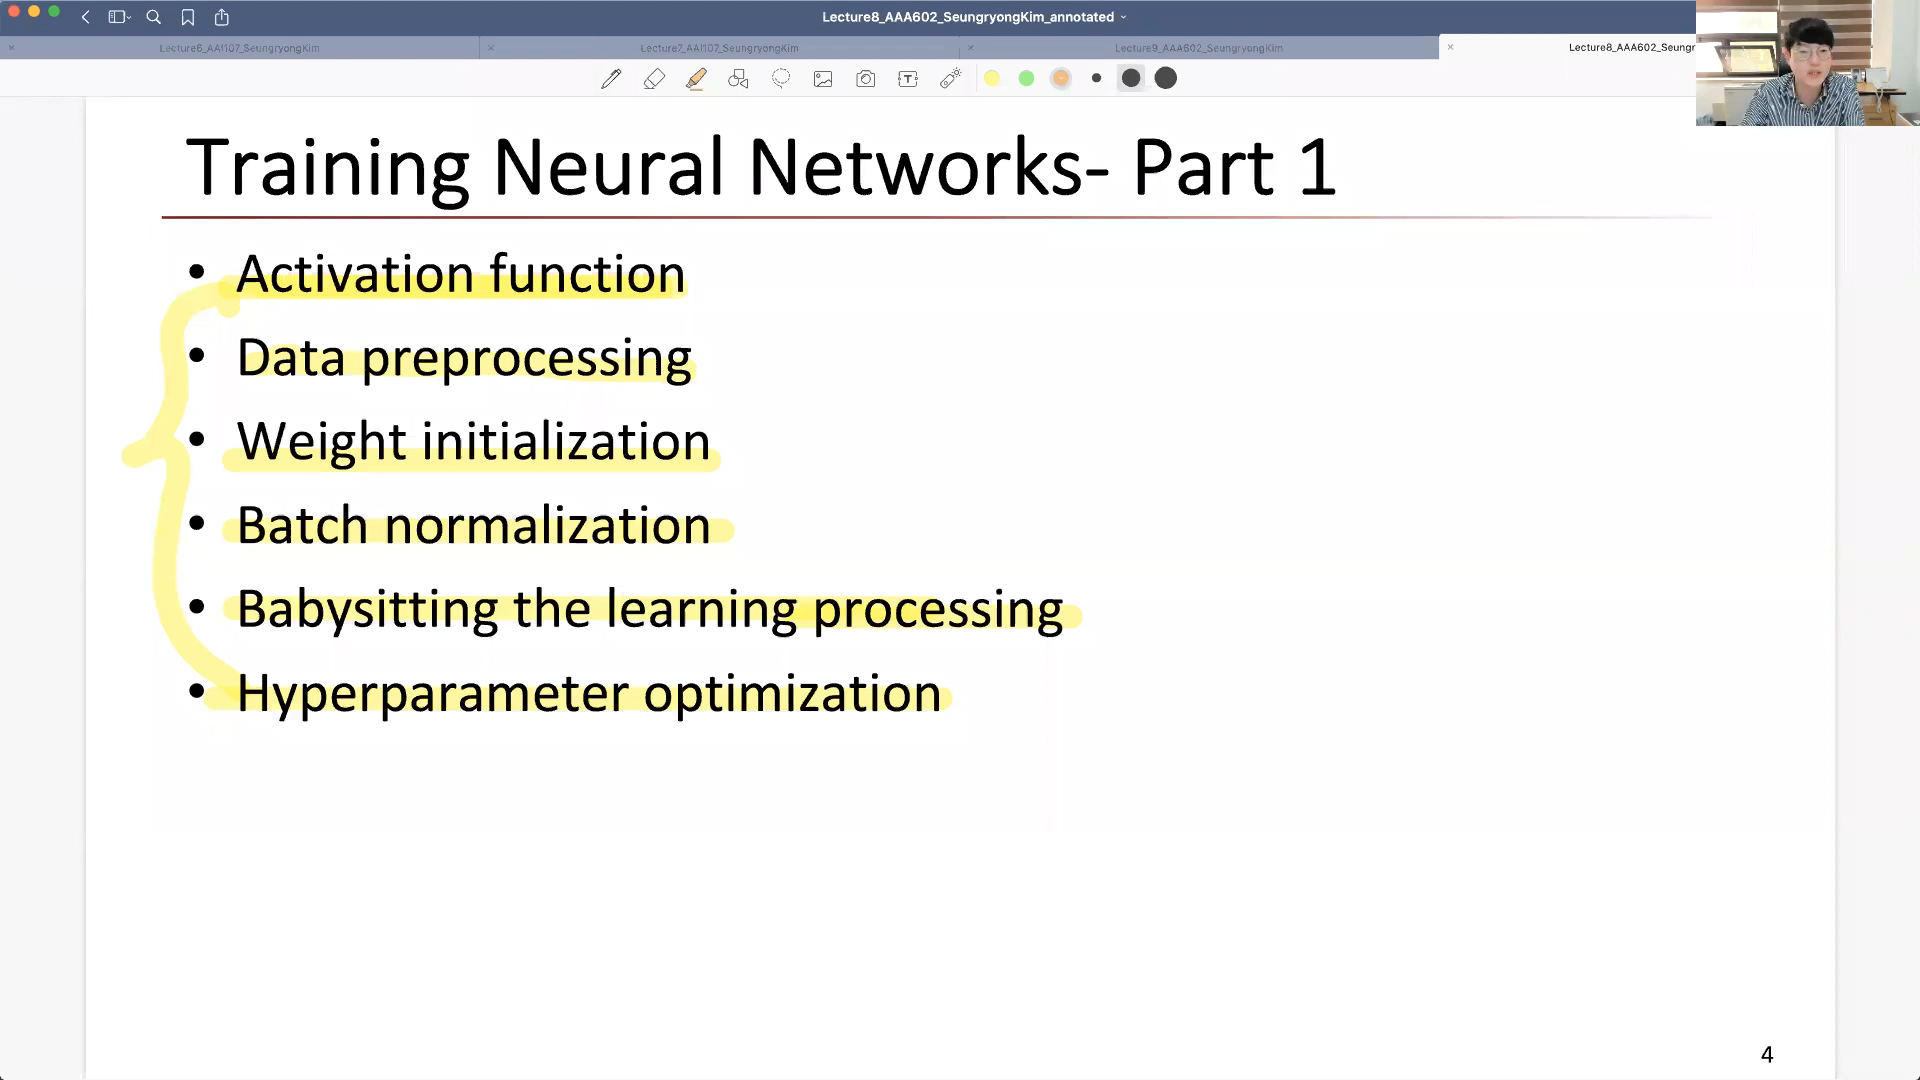 Lecture8_AAA602_SeungryongKim_annotated
Lecture6_AAI107_SeungryongKim
Lecture7_AAI107_SeungryongKim
Lecture9_AAA602_SeungryongKim
Lecture8_AAA602_Seungr
Training Neural Networks- Part 1
• Activation function
• Data preprocessing
• Weight initialization
• Batch normalization
• Babysitting the learning processing
• Hyperparameter optimization
4